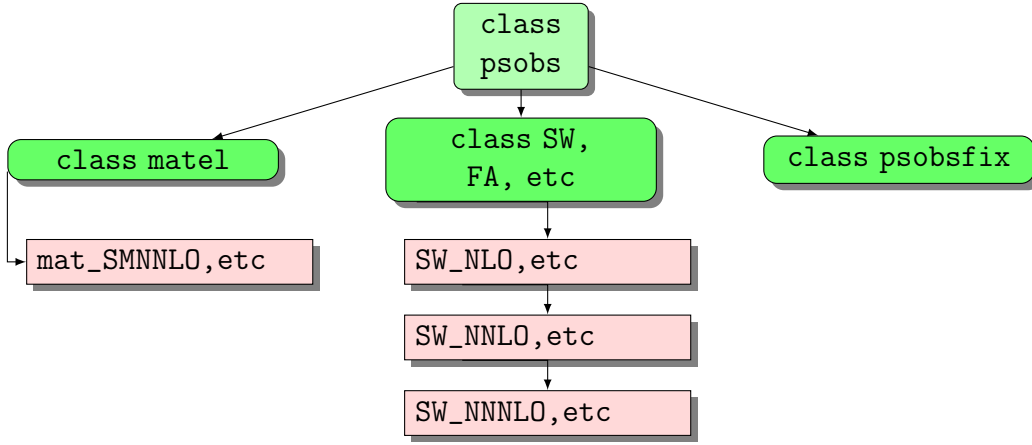 class
psobs
class matel
class SW,
FA, etc
class psobsfix
mat_SMNNLO,etc
SW_NLO,etc
SW_NNLO,etc
SW_NNNLO,etc